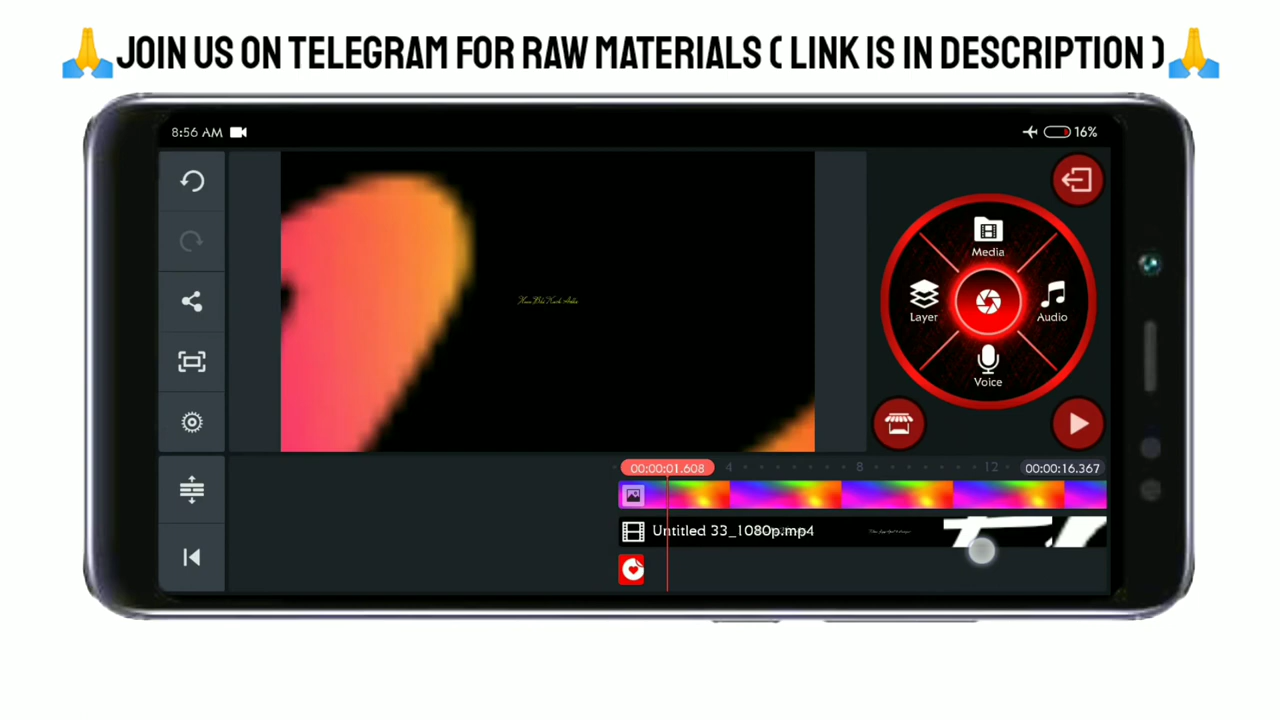 🙏JOIN US ON TELEGRAM FOR RAW MATERIALS ( LINK IS IN DESCRIPTION )🙏
8:56 AM
16%
Media
Layer
Audio
Voice
00:00:01.608
4
8
12
00:00:16.367
Untitled 33_1080p.mp4